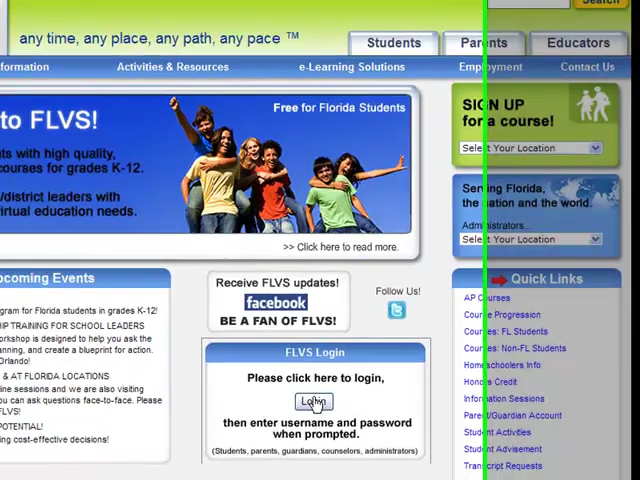 Search
any time, any place, any path, any pace ™
Students
Parents
Educators
formation
Activities & Resources
e-Learning Solutions
Employment
Contact Us
to FLVS!
Free for Florida Students
nts with high quality,
courses for grades K-12.
/district leaders with
virtual education needs.
>> Click here to read more.
SIGN UP
for a course!
Select Your Location
Serving Florida,
the nation and the world.
Administrators...
Select Your Location
pcoming Events
gram for Florida students in grades K-12!
HIP TRAINING FOR SCHOOL LEADERS
orkshop is designed to help you ask the
anning, and create a blueprint for action.
Orlando!
& AT FLORIDA LOCATIONS
ine sessions and we are also visiting
you can ask questions face-to-face. Please
FLVS!
POTENTIAL!
ing cost-effective decisions!
Receive FLVS updates!
facebook
BE A FAN OF FLVS!
Follow Us!
FLVS Login
Please click here to login,
Login
then enter username and password
when prompted.
(Students, parents, guardians, counselors, administrators)
Quick Links
AP Courses
Course Progression
Courses: FL Students
Courses: Non-FL Students
Homeschoolers Info
Honors Credit
Information Sessions
Parent/Guardian Account
Student Activities
Student Advisement
Transcript Requests